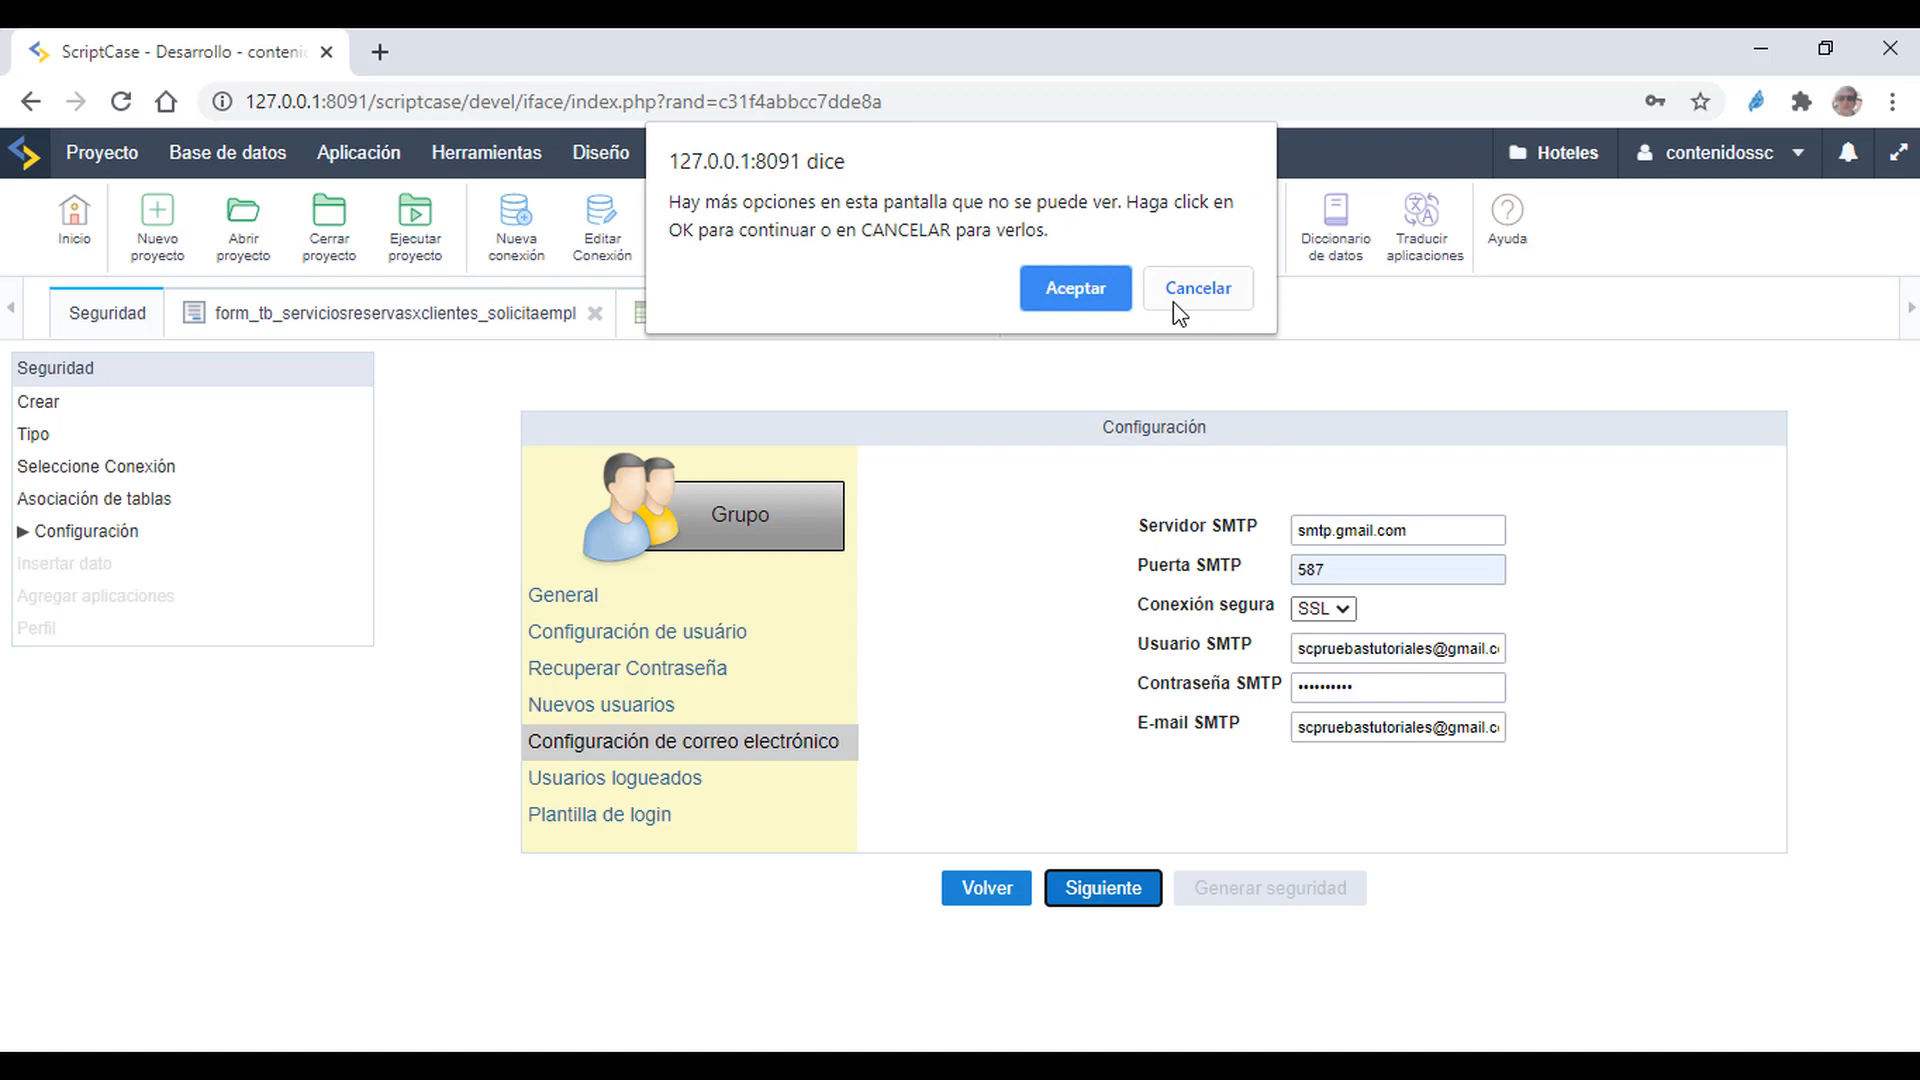 ScriptCase - Desarrollo - conteni
127.0.0.1:8091/scriptcase/devel/iface/index.php?rand=c31f4abbcc7dde8a
Proyecto Base de datos Aplicación Herramientas Diseño
Hoteles contenidossc
127.0.0.1:8091 dice
Hay más opciones en esta pantalla que no se puede ver. Haga click en
OK para continuar o en CANCELAR para verlos.
Aceptar Cancelar
Inicio
Nuevo
proyecto
Abrir
proyecto
Cerrar
proyecto
Ejecutar
proyecto
Nueva
conexión
Editar
Conexión
Diccionario
de datos
Traducir
aplicaciones
Ayuda
Seguridad form_tb_serviciosreservasxclientes_solicitaempl
Seguridad
Crear
Tipo
Seleccione Conexión
Asociación de tablas
Configuración
Insertar dato
Agregar aplicaciones
Perfil
Configuración
Grupo
General
Configuración de usuário
Recuperar Contraseña
Nuevos usuarios
Configuración de correo electrónico
Usuarios logueados
Plantilla de login
Servidor SMTP smtp.gmail.com
Puerta SMTP 587
Conexión segura SSL
Usuario SMTP scpruebastutoriales@gmail.c
Contraseña SMTP ••••••••••
E-mail SMTP scpruebastutoriales@gmail.c
Volver Siguiente Generar seguridad